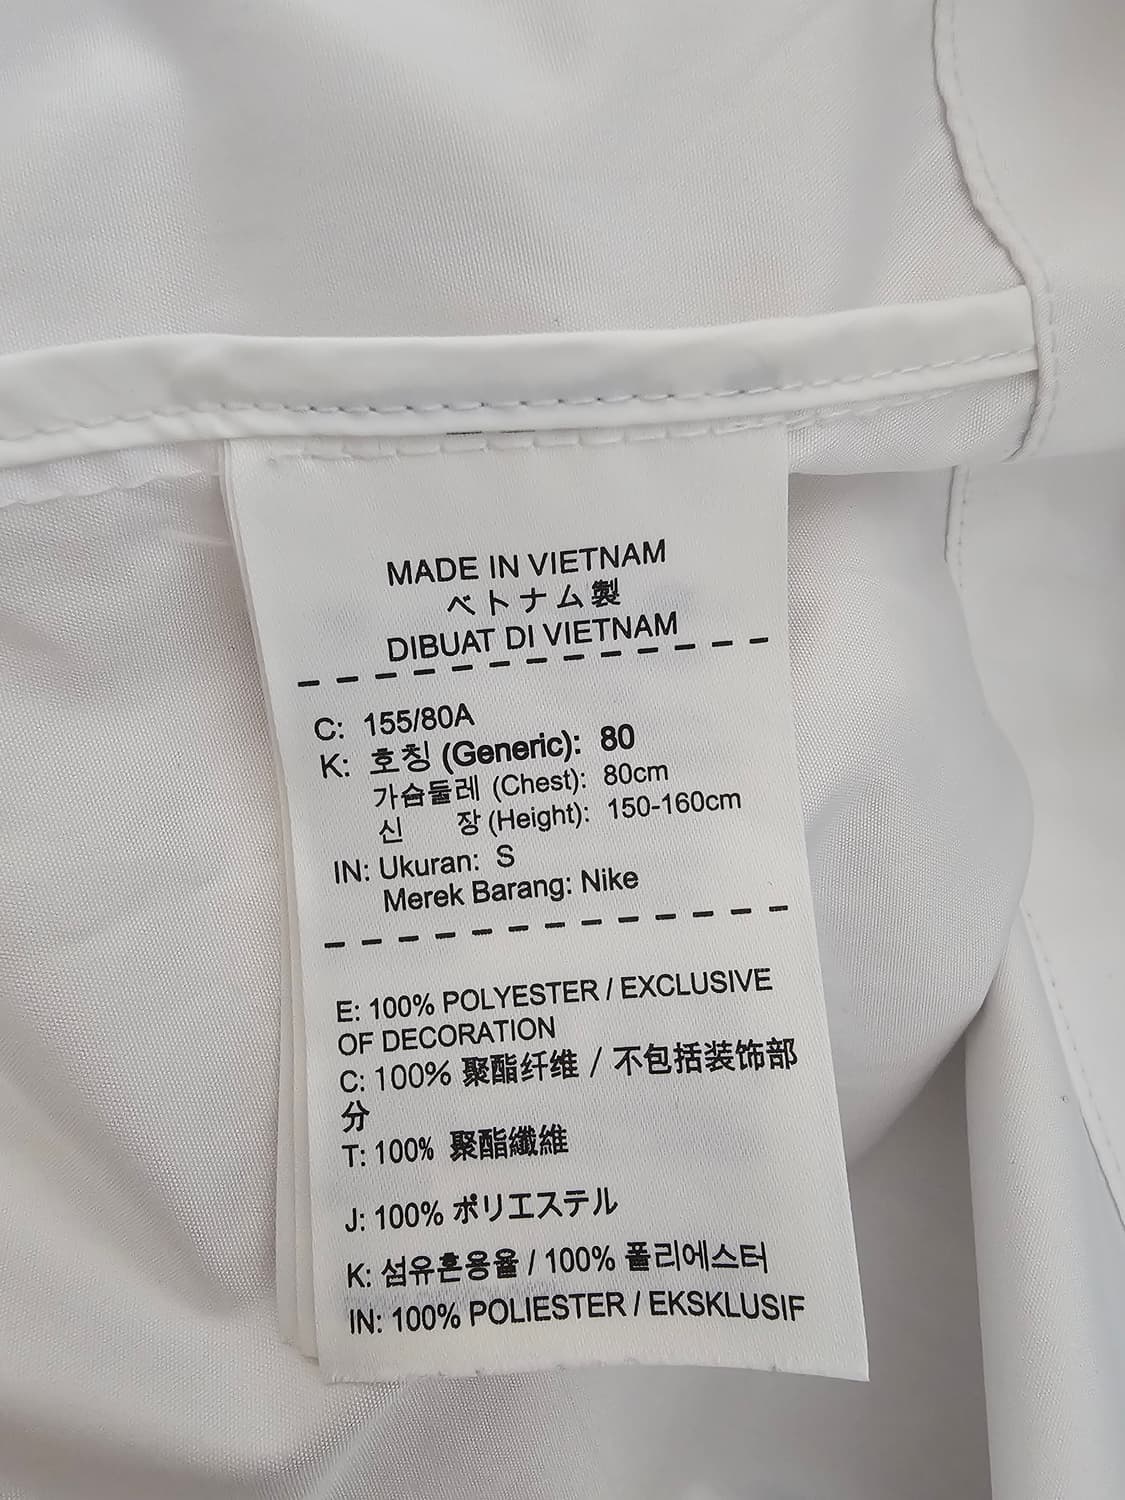 MADE IN VIETNAM
ベトナム製
DIBUAT DI VIETNAM
C: 155/80A
K: 호칭 (Generic): 80
가슴둘레 (Chest): 80cm
신 장 (Height): 150-160cm
IN: Ukuran: S
Merek Barang: Nike
E: 100% POLYESTER / EXCLUSIVE
OF DECORATION
C: 100% 聚酯纤维 / 不包括装饰部
分
T: 100% 聚酯纖維
J: 100% ポリエステル
K: 섬유혼용율 / 100% 폴리에스터
IN: 100% POLIESTER / EKSKLUSIF